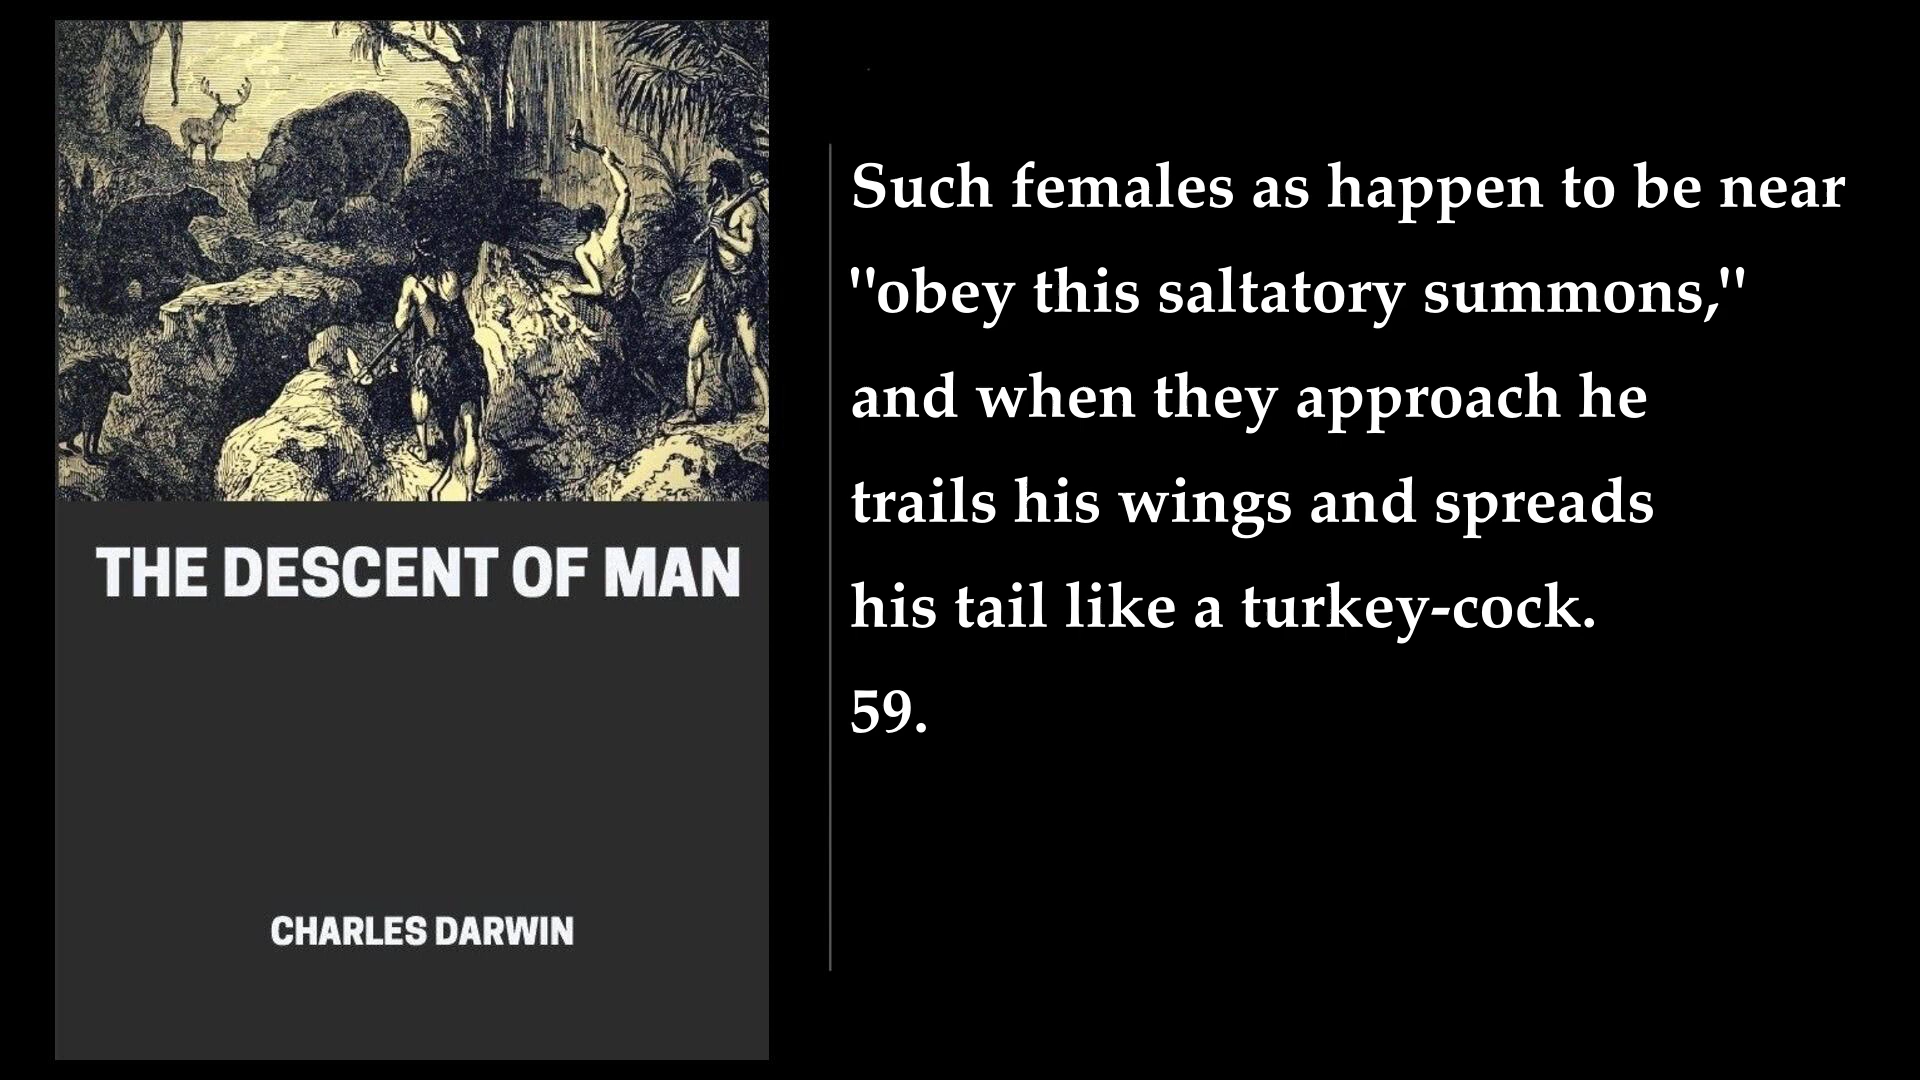 THE DESCENT OF MAN
CHARLES DARWIN
Such females as happen to be near
"obey this saltatory summons,"
and when they approach he
trails his wings and spreads
his tail like a turkey-cock.
59.